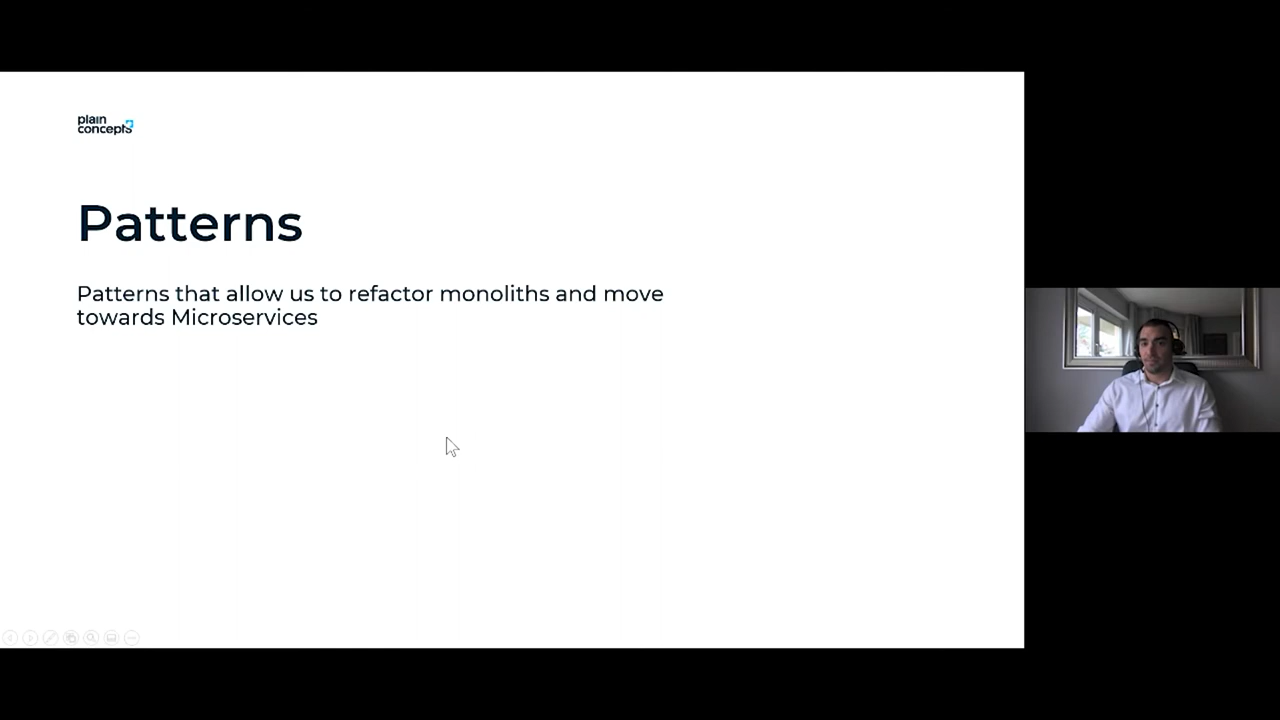 plain
concepts
Patterns
Patterns that allow us to refactor monoliths and move
towards Microservices